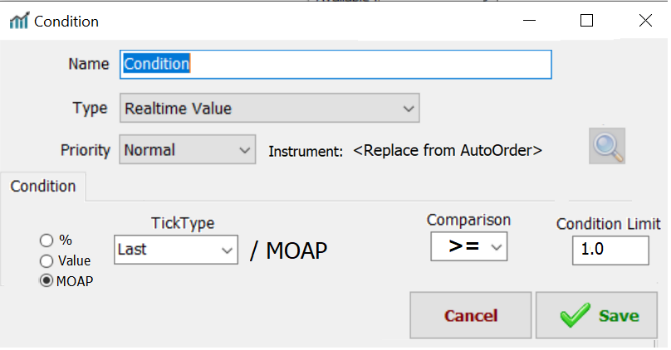 Condition
Name Condition
Type Realtime Value
Priority Normal Instrument: <Replace from AutoOrder>
Condition
TickType Comparison Condition Limit
% 
Value
MOAP
Last / MOAP >= 1.0
Cancel Save